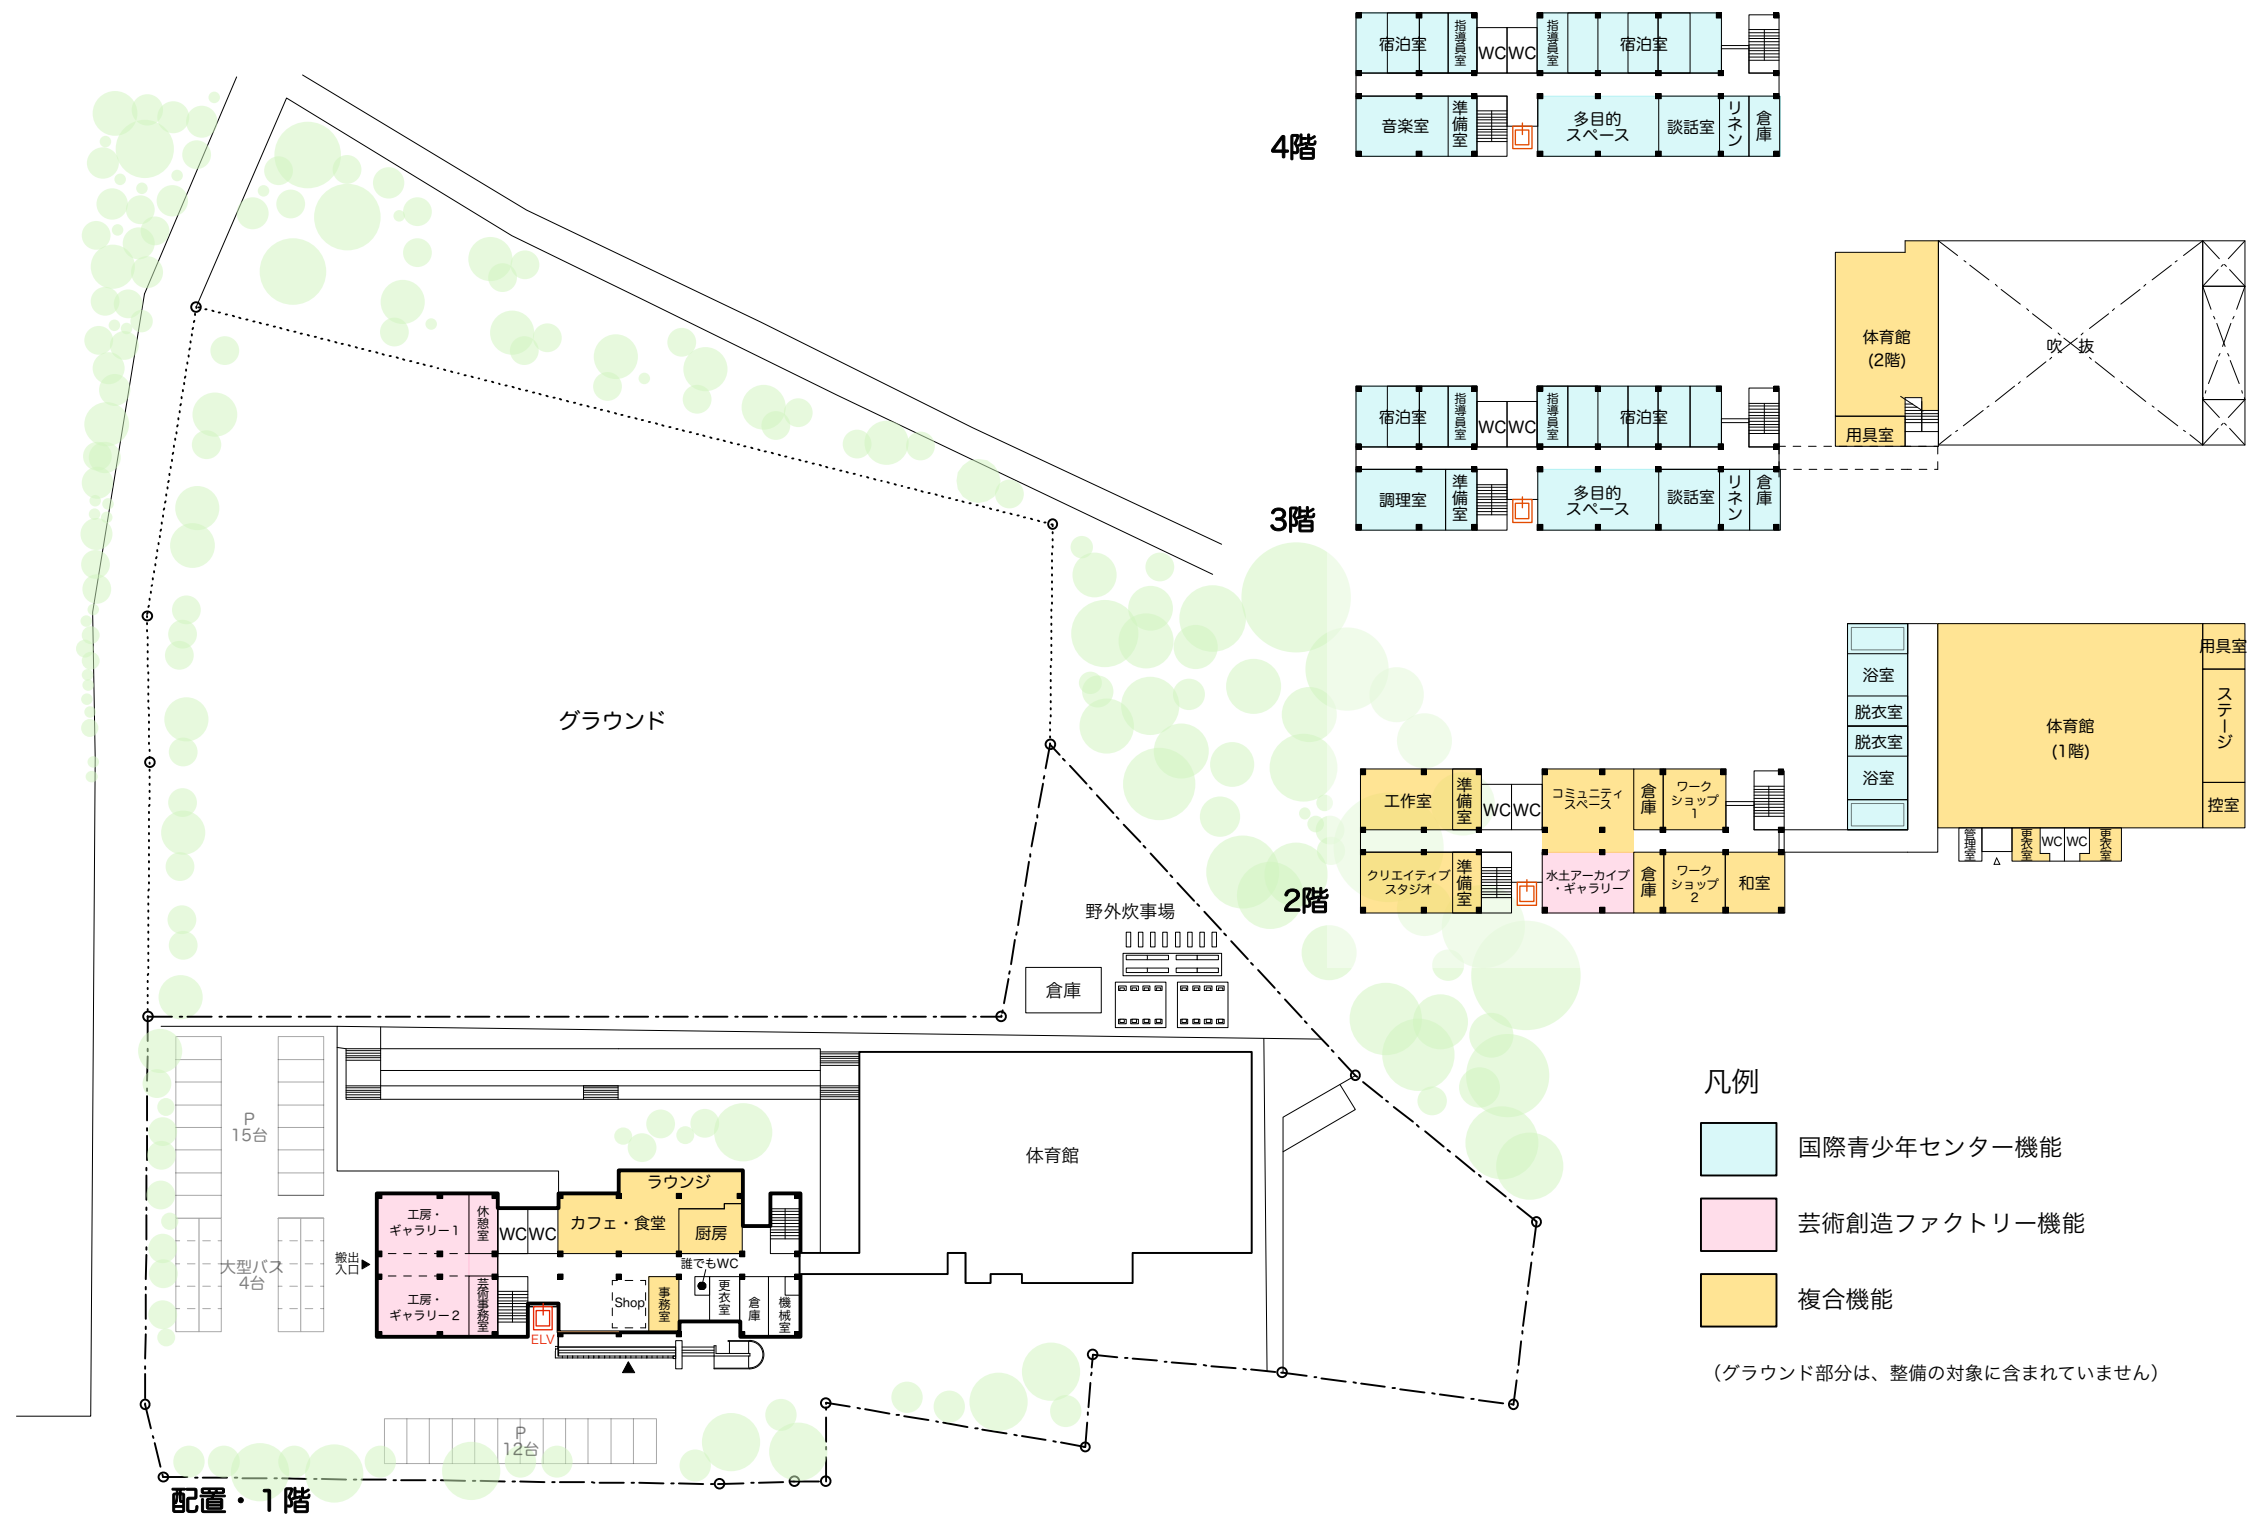 宿泊室
指導員室
WC
WC
指導員室
宿泊室
音楽室
準備室
多目的
スペース
談話室
リネン
倉庫
4階
体育館
(2階)
吹 抜
用具室
宿泊室
指導員室
WC
WC
指導員室
宿泊室
調理室
準備室
多目的
スペース
談話室
リネン
倉庫
3階
浴室
脱衣室
脱衣室
浴室
体育館
(1階)
用具室
ステージ
控室
管理室
更衣室
WC
WC
更衣室
工作室
準備室
WC
WC
コミュニティ
スペース
倉庫
ワーク
ショップ
1
クリエイティブ
スタジオ
準備室
水土アーカイブ
・ギャラリー
倉庫
ワーク
ショップ
2
和室
2階
グラウンド
野外炊事場
倉庫
体育館
P
15台
大型バス
4台
搬出
入口
工房・
ギャラリー1
休憩室
WC
WC
ラウンジ
カフェ・食堂
厨房
誰でもWC
工房・
ギャラリー2
芸術事務室
ELV
Shop
事務室
更衣室
倉庫
機械室
P
12台
配置・1階
凡例
国際青少年センター機能
芸術創造ファクトリー機能
複合機能
（グラウンド部分は、整備の対象に含まれていません）